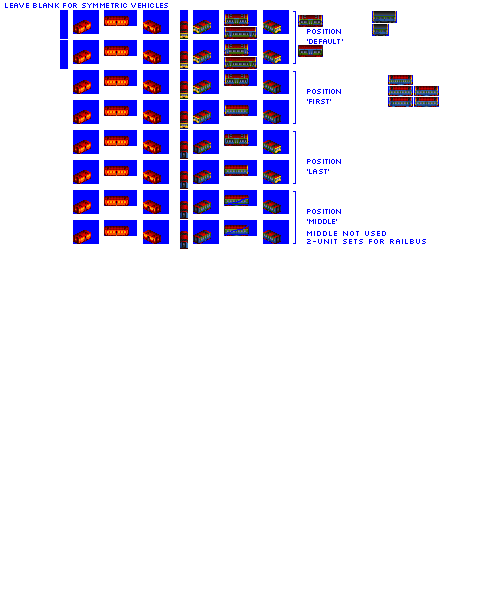 LEAVE BLANK FOR SYMMETRIC VEHICLES
POSITION
'DEFAULT'
POSITION
'FIRST'
POSITION
'LAST'
POSITION
'MIDDLE'
MIDDLE NOT USED
2-UNIT SETS FOR RAILBUS